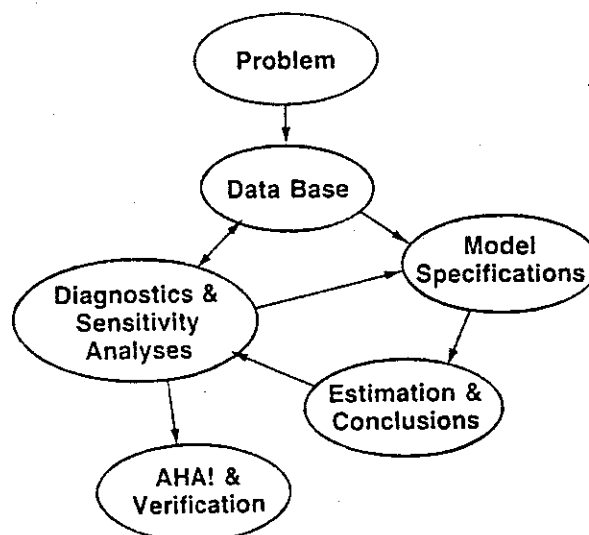 Problem
Data Base
Model
Specifications
Diagnostics &
Sensitivity
Analyses
Estimation &
Conclusions
AHA! &
Verification